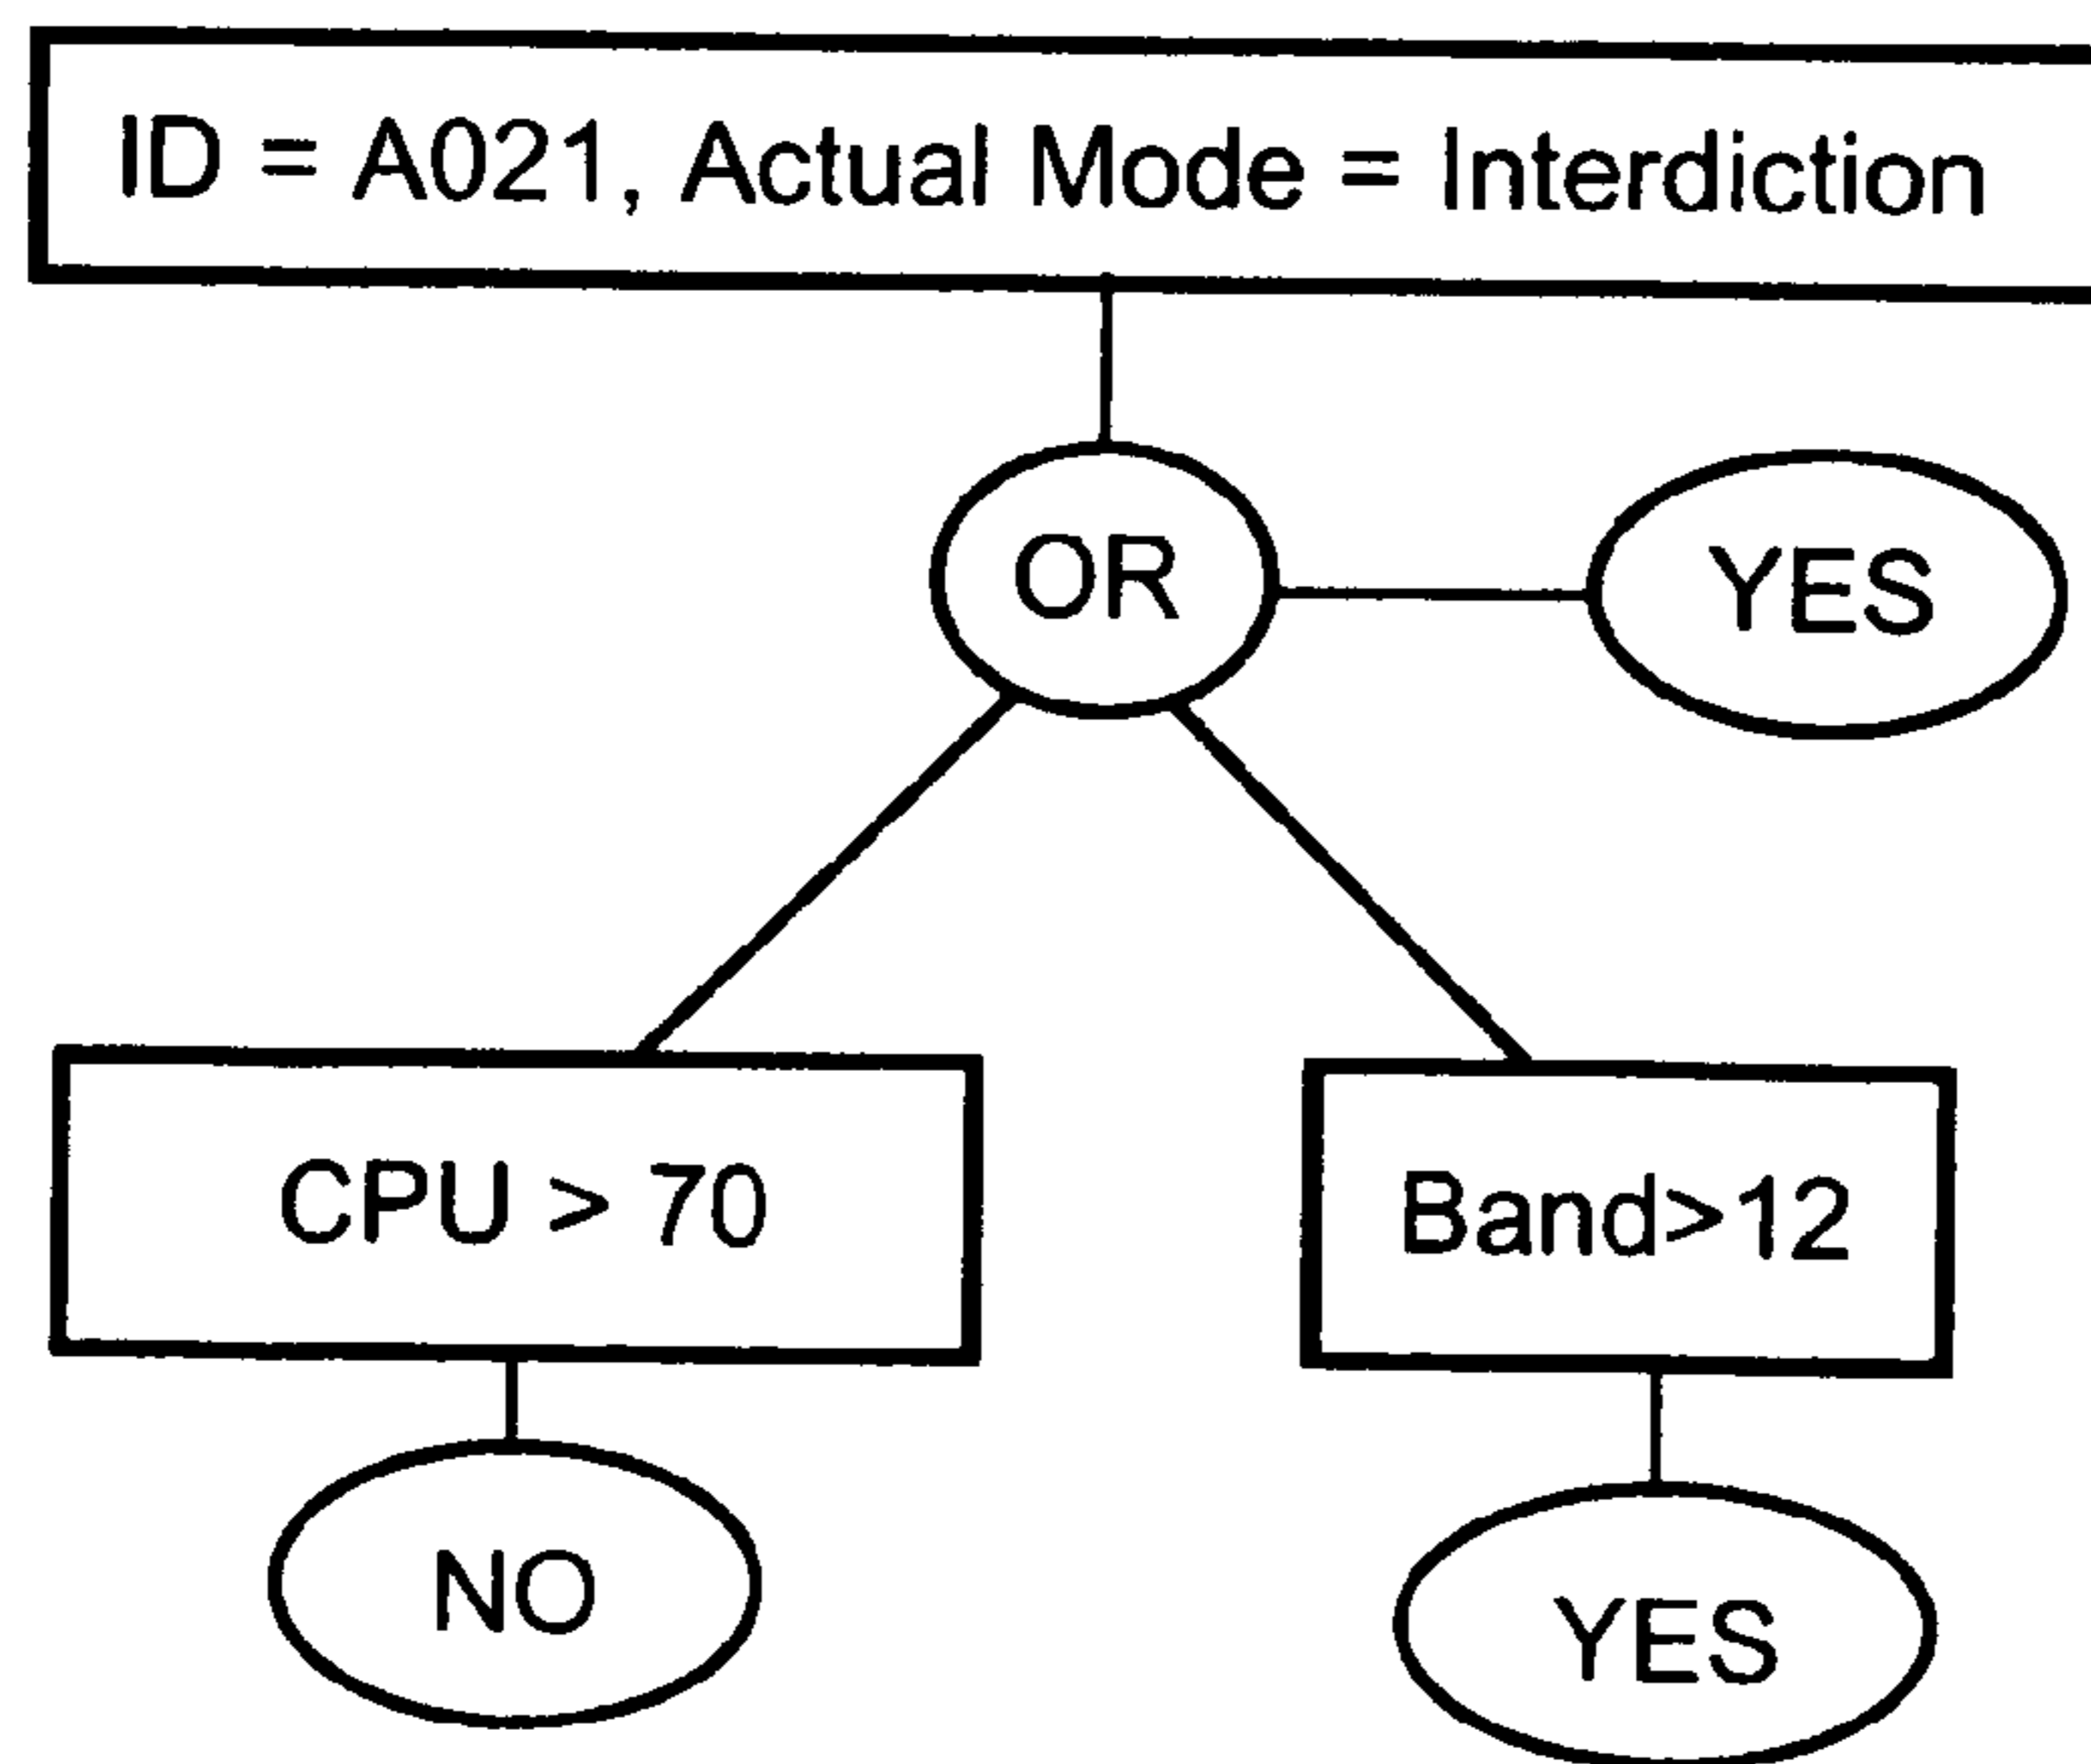 ID = A021, Actual Mode = Interdiction
OR
YES
CPU > 70
Band>12
NO
YES